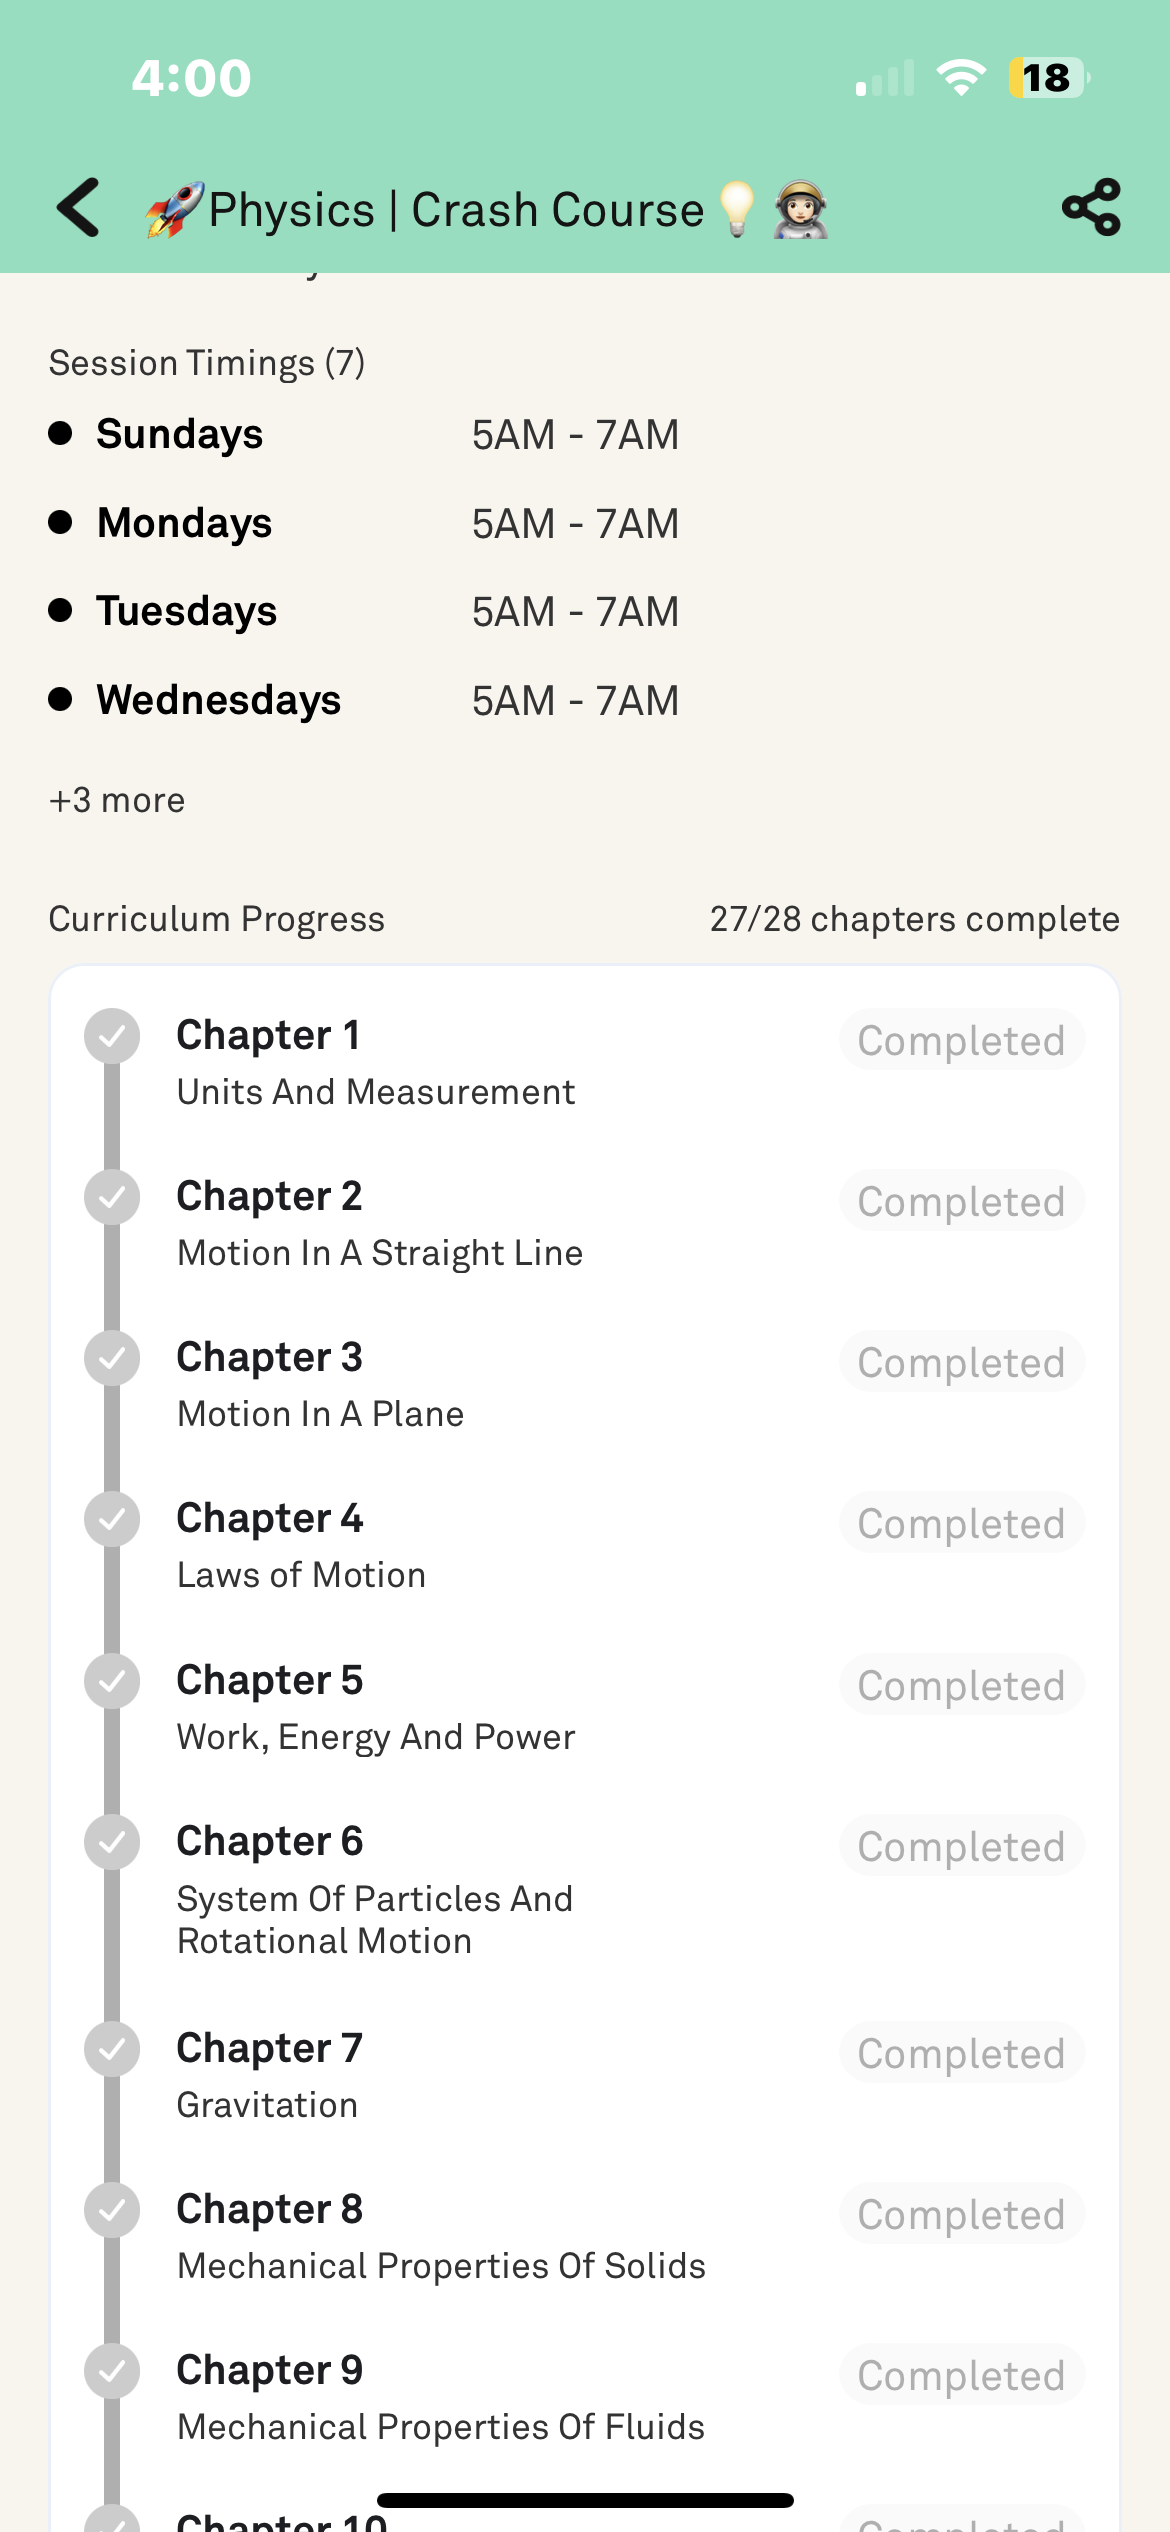 4:00
18
🚀Physics | Crash Course💡👩🏻‍🚀
Session Timings (7)
Sundays 5AM - 7AM
Mondays 5AM - 7AM
Tuesdays 5AM - 7AM
Wednesdays 5AM - 7AM
+3 more
Curriculum Progress 27/28 chapters complete
Chapter 1 Completed
Units And Measurement
Chapter 2 Completed
Motion In A Straight Line
Chapter 3 Completed
Motion In A Plane
Chapter 4 Completed
Laws of Motion
Chapter 5 Completed
Work, Energy And Power
Chapter 6 Completed
System Of Particles And
Rotational Motion
Chapter 7 Completed
Gravitation
Chapter 8 Completed
Mechanical Properties Of Solids
Chapter 9 Completed
Mechanical Properties Of Fluids
Chapter 10 Completed